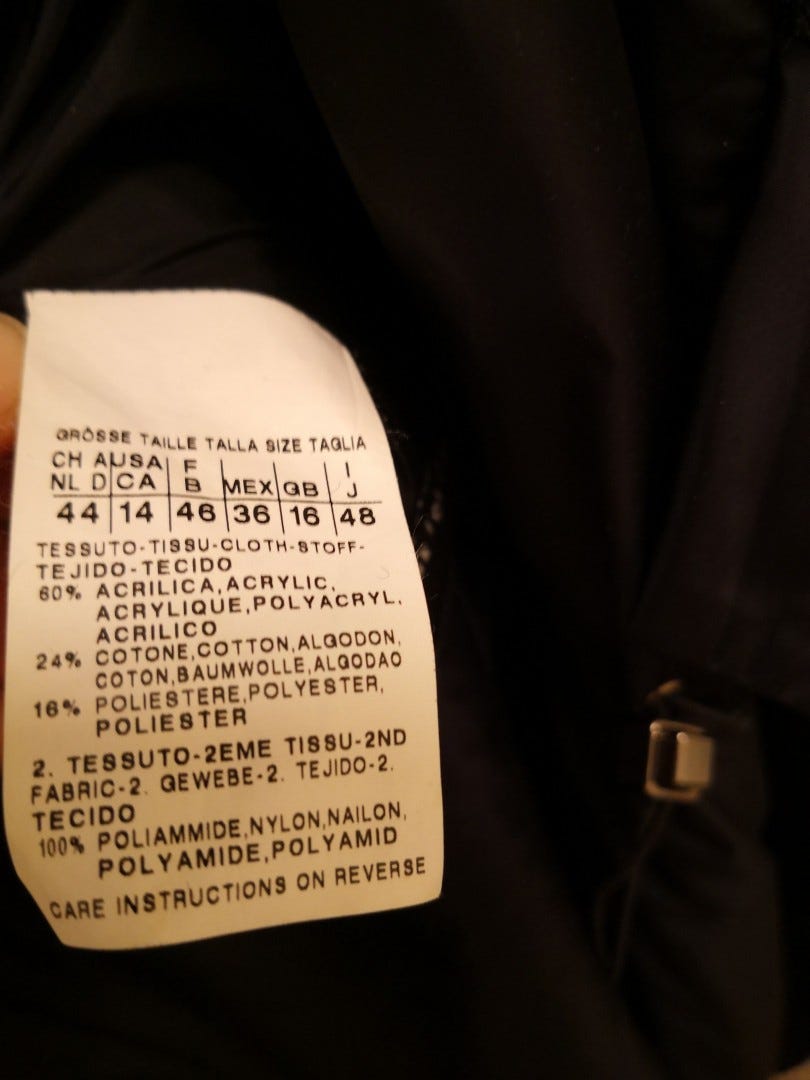 GRÖSSE TAILLE TALLA SIZE TAGLIA
CH A USA F I
NL D CA B MEX GB J
44 14 46 36 16 48
TESSUTO-TISSU-CLOTH-STOFF-
TEJIDO-TECIDO
60% ACRILICA,ACRYLIC,
ACRYLIQUE,POLYACRYL,
ACRILICO
24% COTONE,COTTON,ALGODON,
COTON,BAUMWOLLE,ALGODAO
16% POLIESTERE,POLYESTER,
POLIESTER
2. TESSUTO-2EME TISSU-2ND
FABRIC-2. GEWEBE-2. TEJIDO-2.
TECIDO
100% POLIAMMIDE,NYLON,NAILON,
POLYAMIDE,POLYAMID
CARE INSTRUCTIONS ON REVERSE